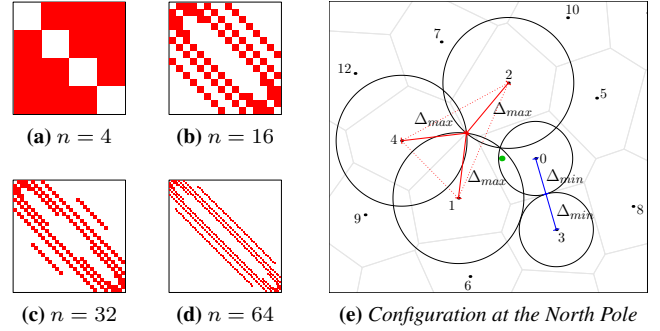 (a) n = 4
(b) n = 16
(c) n = 32
(d) n = 64
10
7
2
12
5
Δmax
Δmax
4
0
Δmin
Δmax
1
Δmin
8
9
3
6
(e) Configuration at the North Pole